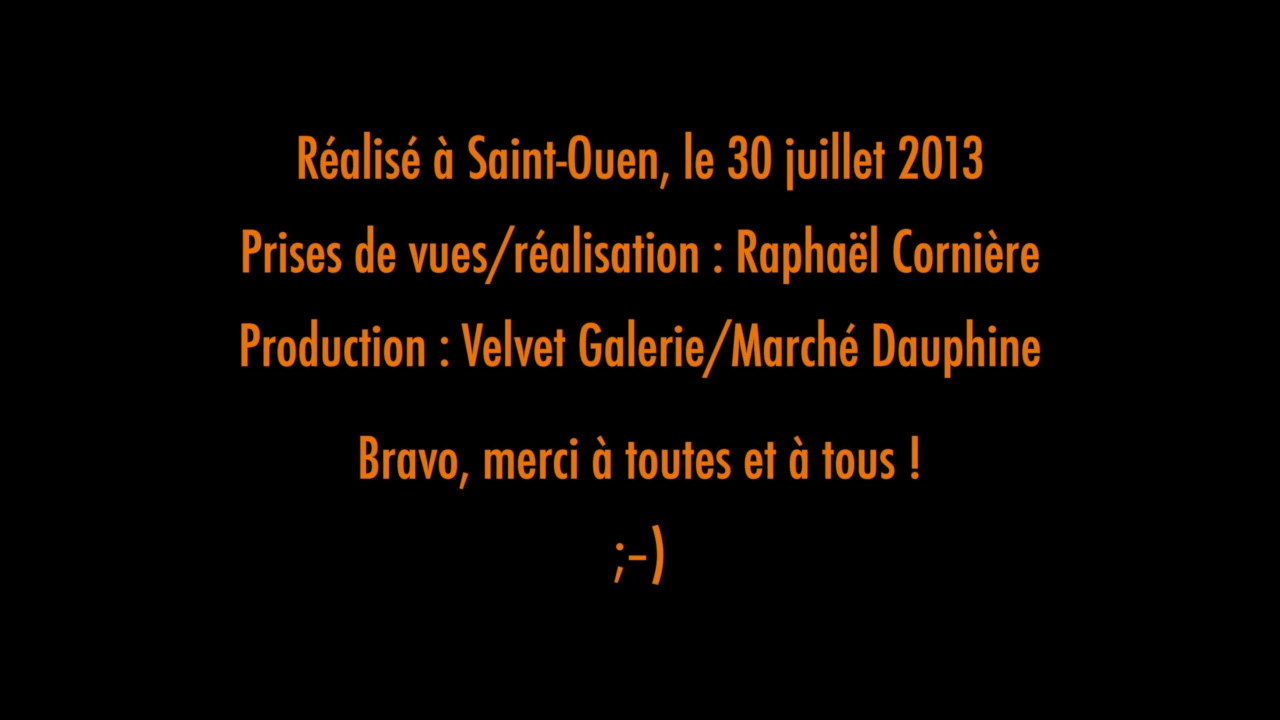 Réalisé à Saint-Ouen, le 30 juillet 2013
Prises de vues/réalisation : Raphaël Cornière
Production : Velvet Galerie/Marché Dauphine
Bravo, merci à toutes et à tous !
;-)